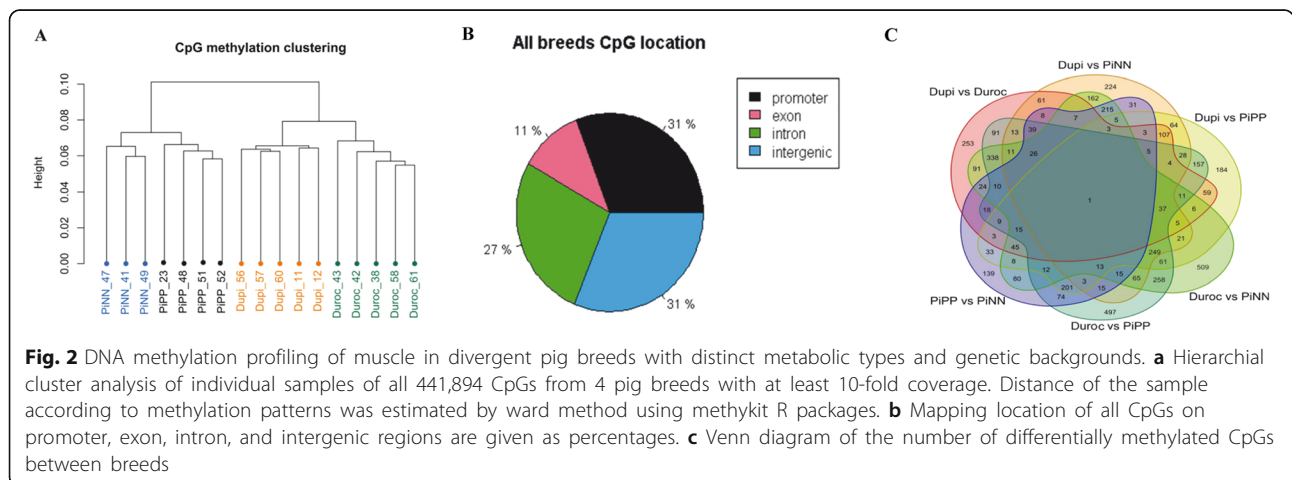 A
CpG methylation clustering
Height
0.00
0.02
0.04
0.06
0.08
0.10
PiNN_47
PiNN_41
PiNN_49
PiPP_23
PiPP_48
PiPP_51
PiPP_52
Dupi_56
Dupi_57
Dupi_60
Dupi_11
Dupi_12
Duroc_43
Duroc_42
Duroc_38
Duroc_58
Duroc_61
B
All breeds CpG location
promoter
exon
intron
intergenic
31 %
11 %
27 %
31 %
C
Dupi vs PiNN
Dupi vs Duroc
Dupi vs PiPP
Duroc vs PiNN
Duroc vs PiPP
PiPP vs PiNN
224
162
31
61
215
8
7
5
64
91
13
39
3
3
107
253
338
11
26
5
28
157
4
184
91
24
10
59
1
11
18
37
6
9
15
5
3
45
21
33
8
249
61
509
139
60
12
13
15
65
258
201
3
15
74
497
Fig. 2 DNA methylation profiling of muscle in divergent pig breeds with distinct metabolic types and genetic backgrounds. a Hierarchial
cluster analysis of individual samples of all 441,894 CpGs from 4 pig breeds with at least 10-fold coverage. Distance of the sample
according to methylation patterns was estimated by ward method using methykit R packages. b Mapping location of all CpGs on
promoter, exon, intron, and intergenic regions are given as percentages. c Venn diagram of the number of differentially methylated CpGs
between breeds